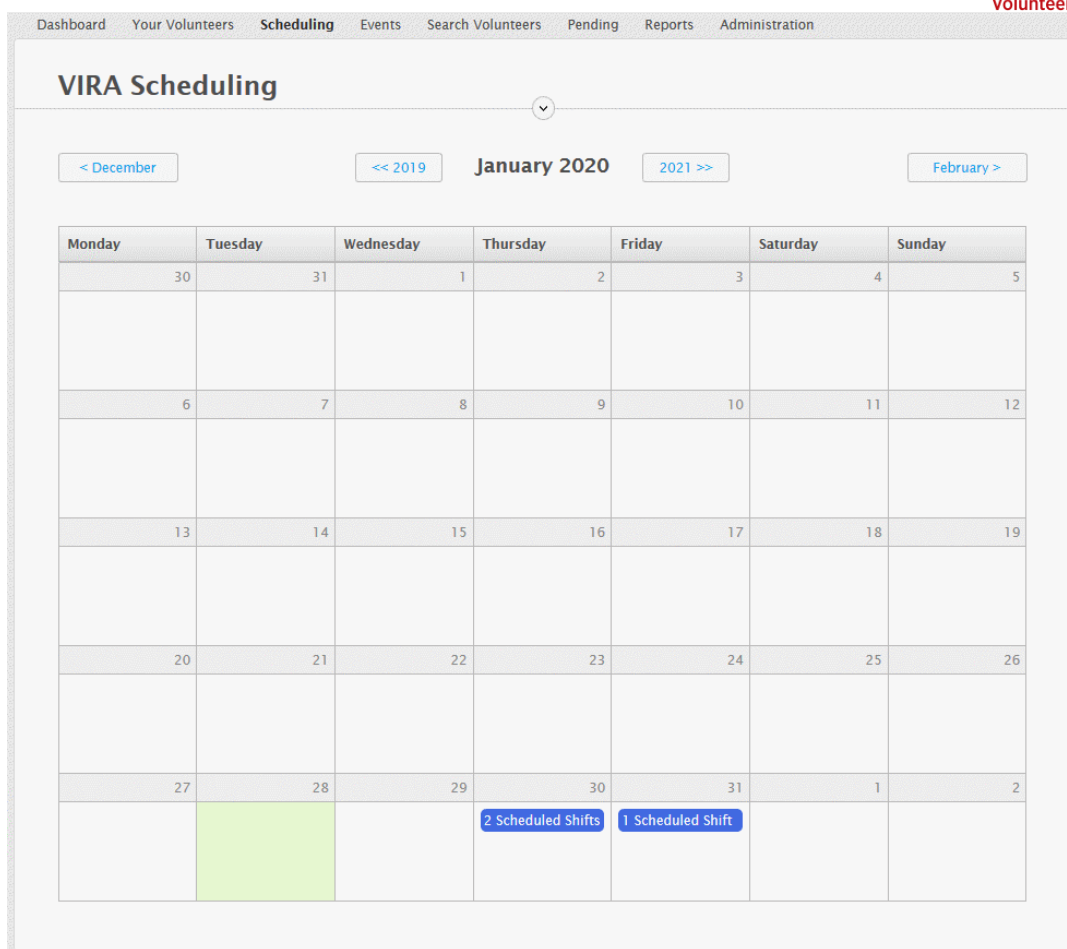 Volunteer
Dashboard Your Volunteers Scheduling Events Search Volunteers Pending Reports Administration
VIRA Scheduling
< December << 2019 January 2020 2021 >> February >
Monday Tuesday Wednesday Thursday Friday Saturday Sunday
30 31 1 2 3 4 5
6 7 8 9 10 11 12
13 14 15 16 17 18 19
20 21 22 23 24 25 26
27 28 29 30 31 1 2
2 Scheduled Shifts 1 Scheduled Shift